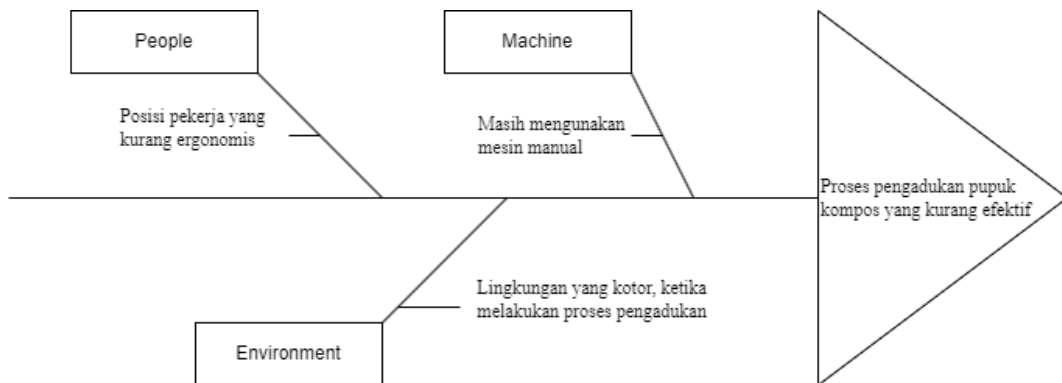 People
Machine
Posisi pekerja yang
kurang ergonomis
Masih mengunakan
mesin manual
Proses pengadukan pupuk
kompos yang kurang efektif
Lingkungan yang kotor, ketika
melakukan proses pengadukan
Environment